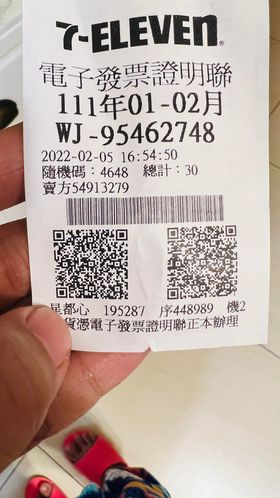 7-ELEVEN
電子發票證明聯
111年01-02月
WJ-95462748
2022-02-05 16:54:50
隨機碼：4648 總計：30
賣方54913279
星都心 195287 序448989 機2
貨憑電子發票證明聯正本辦理